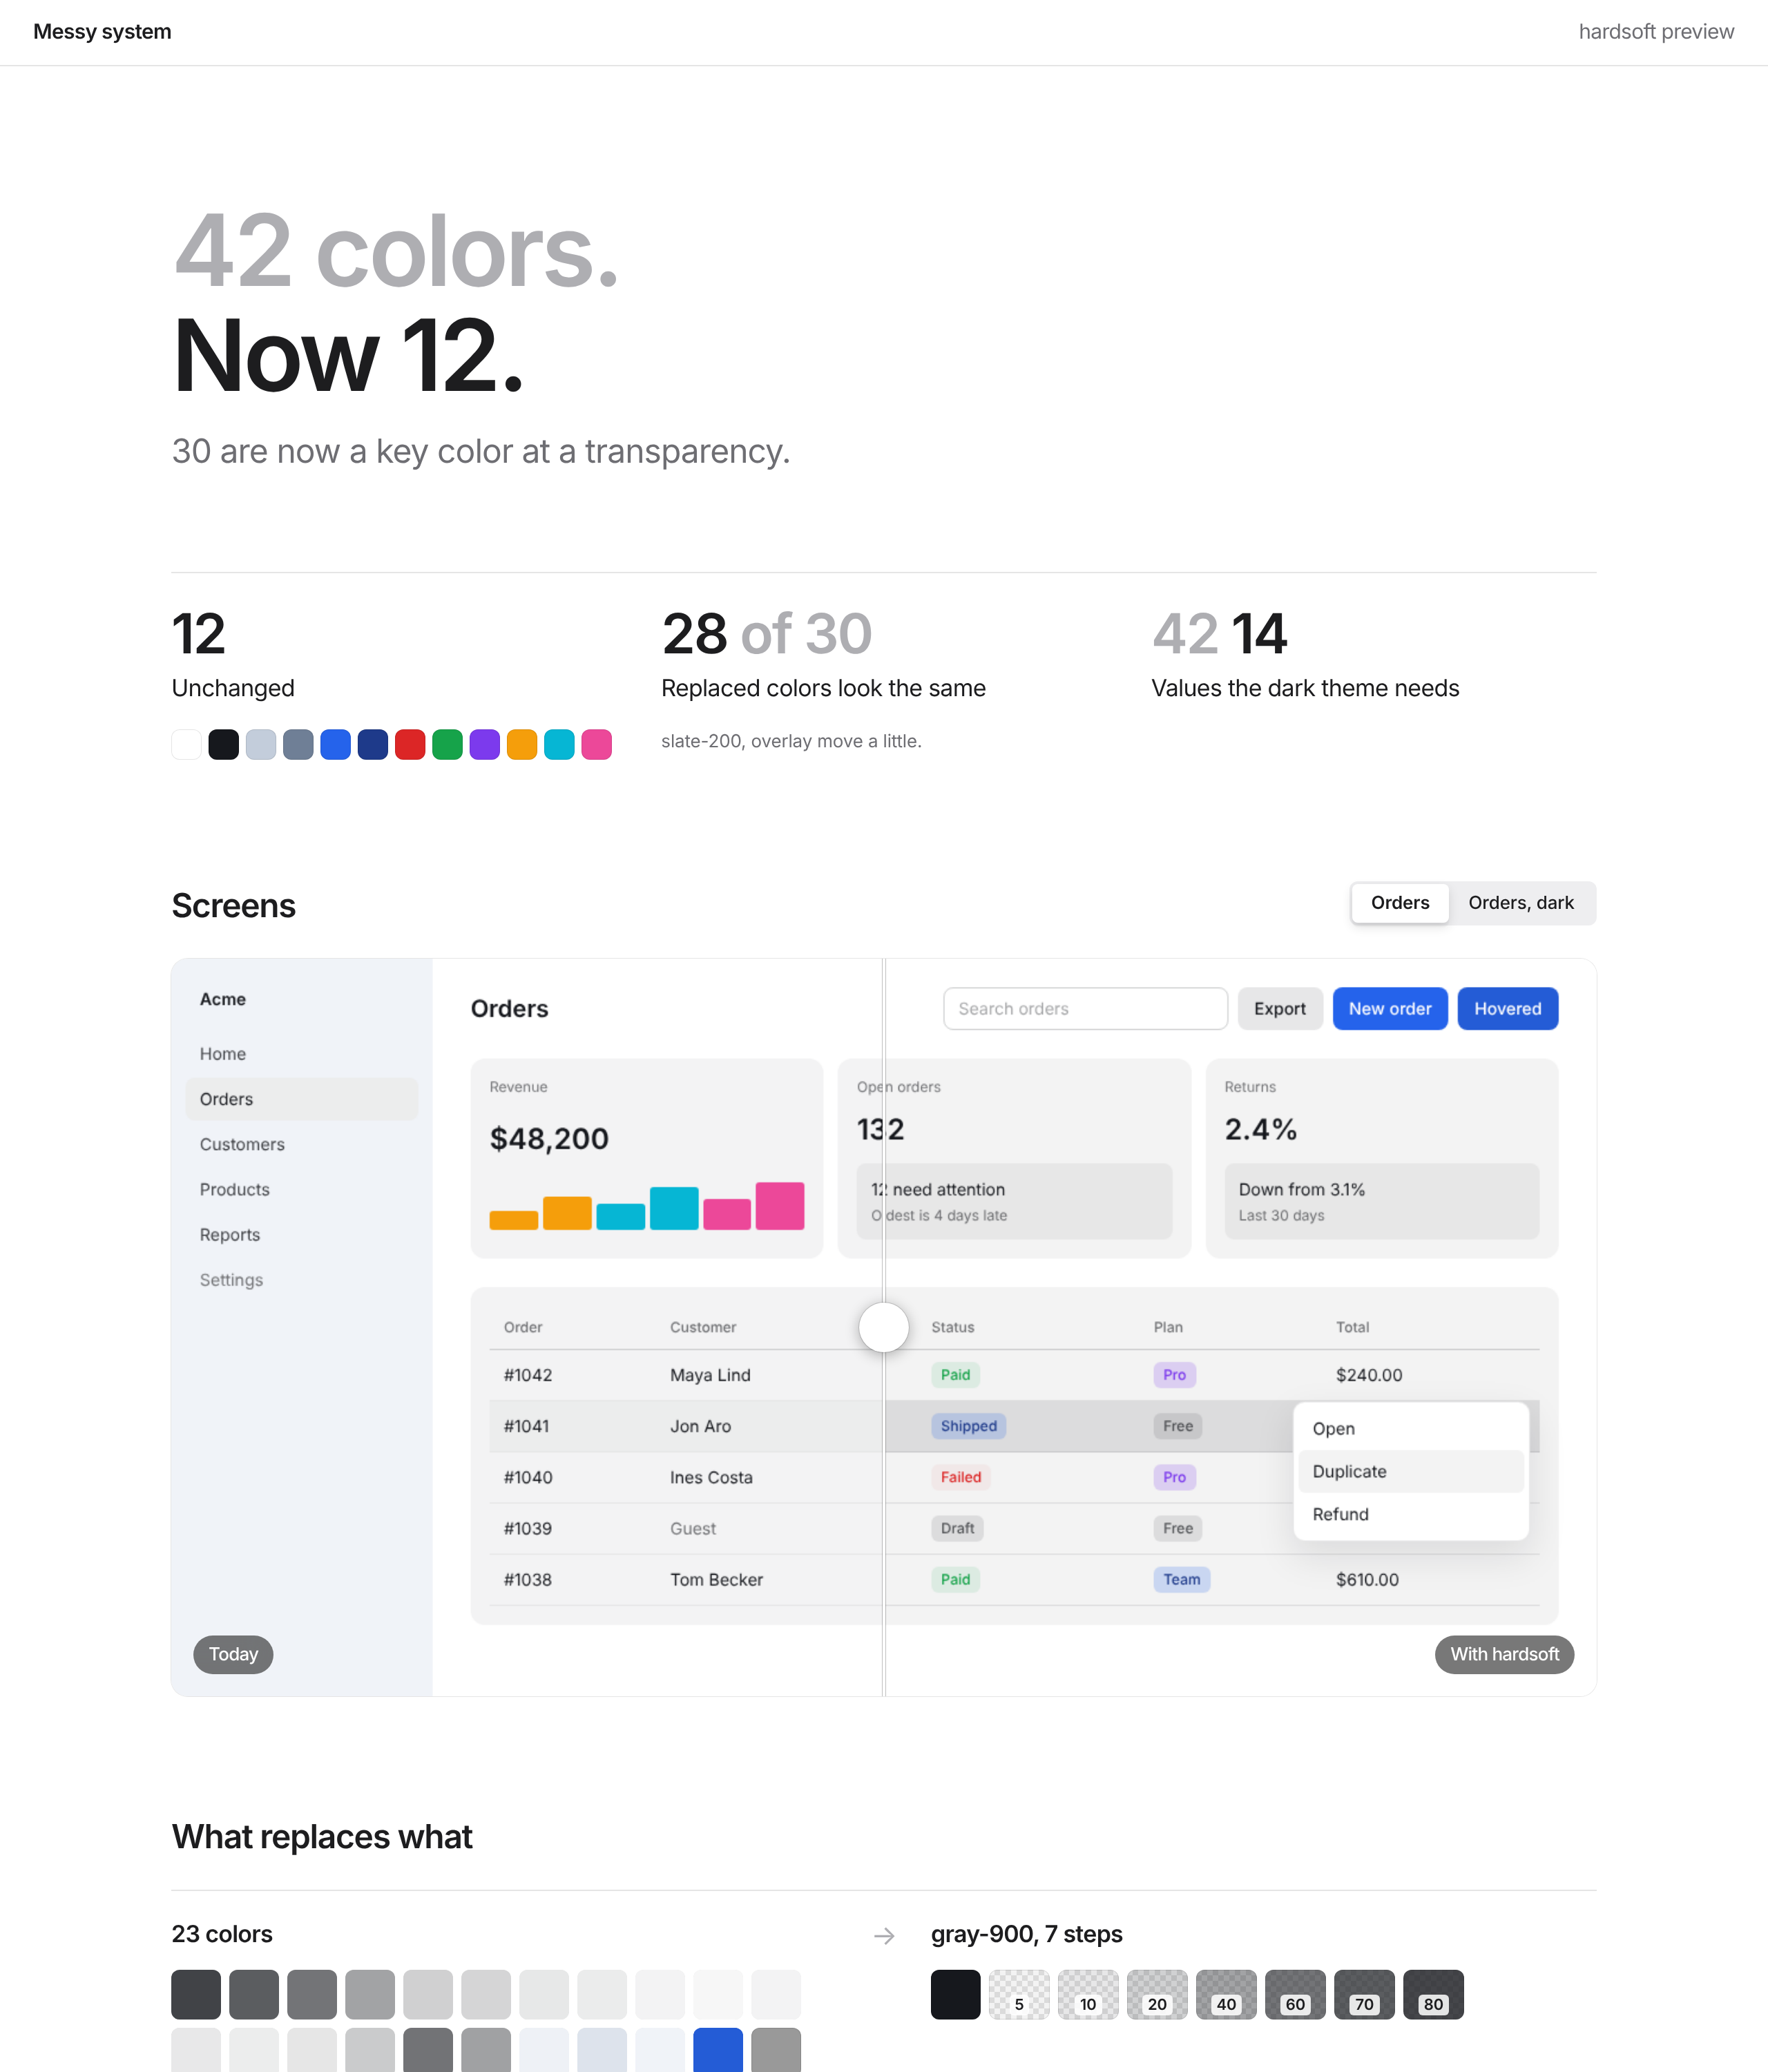 Messy system
hardsoft preview
42 colors.
Now 12.
30 are now a key color at a transparency.
12
Unchanged
28 of 30
Replaced colors look the same
slate-200, overlay move a little.
42 14
Values the dark theme needs
Screens
Orders
Orders, dark
Acme
Home
Orders
Customers
Products
Reports
Settings
Today
Orders
Search orders
Export
New order
Hovered
Revenue
$48,200
Open orders
132
12 need attention
Oldest is 4 days late
Returns
2.4%
Down from 3.1%
Last 30 days
Order Customer Status Plan Total
#1042 Maya Lind Paid Pro $240.00
#1041 Jon Aro Shipped Free
#1040 Ines Costa Failed Pro
#1039 Guest Draft Free
#1038 Tom Becker Paid Team $610.00
Open
Duplicate
Refund
With hardsoft
What replaces what
23 colors
→
gray-900, 7 steps
5 10 20 40 60 70 80